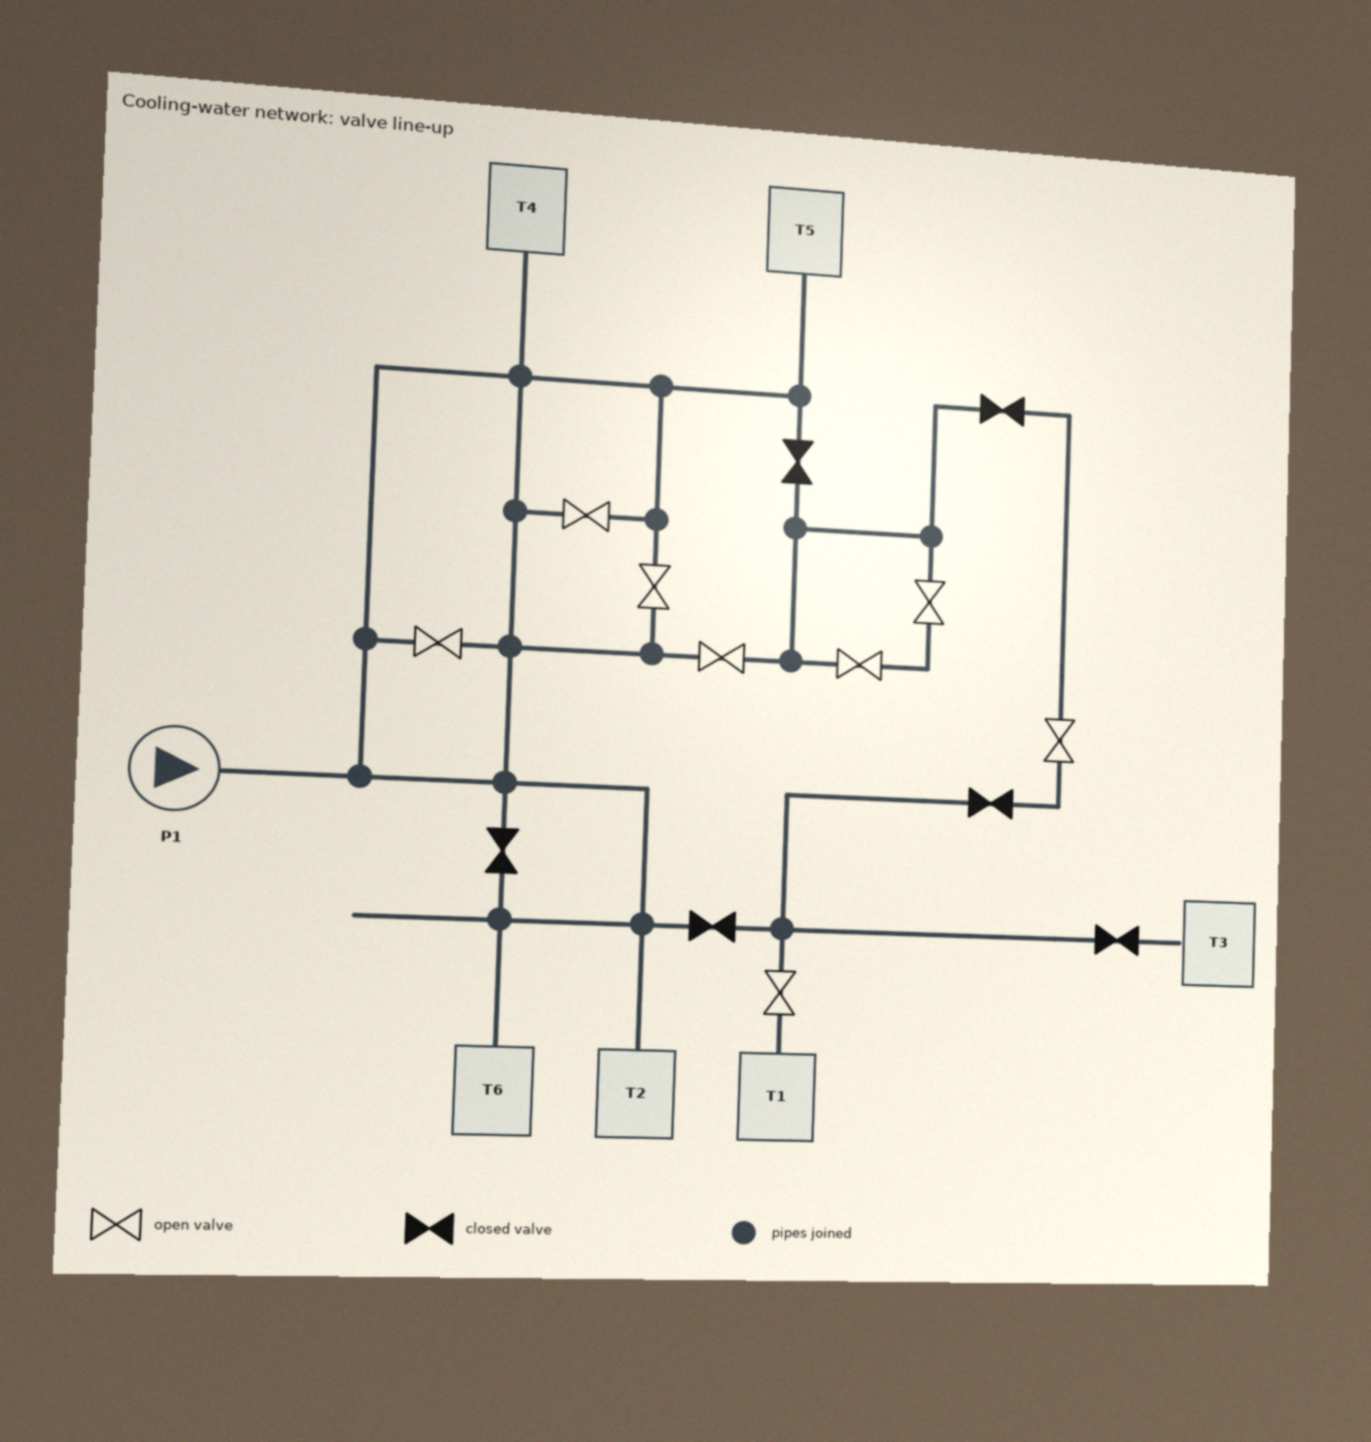 Cooling-water network: valve line-up
T4
T5
P1
T3
T6
T2
T1
open valve
closed valve
pipes joined